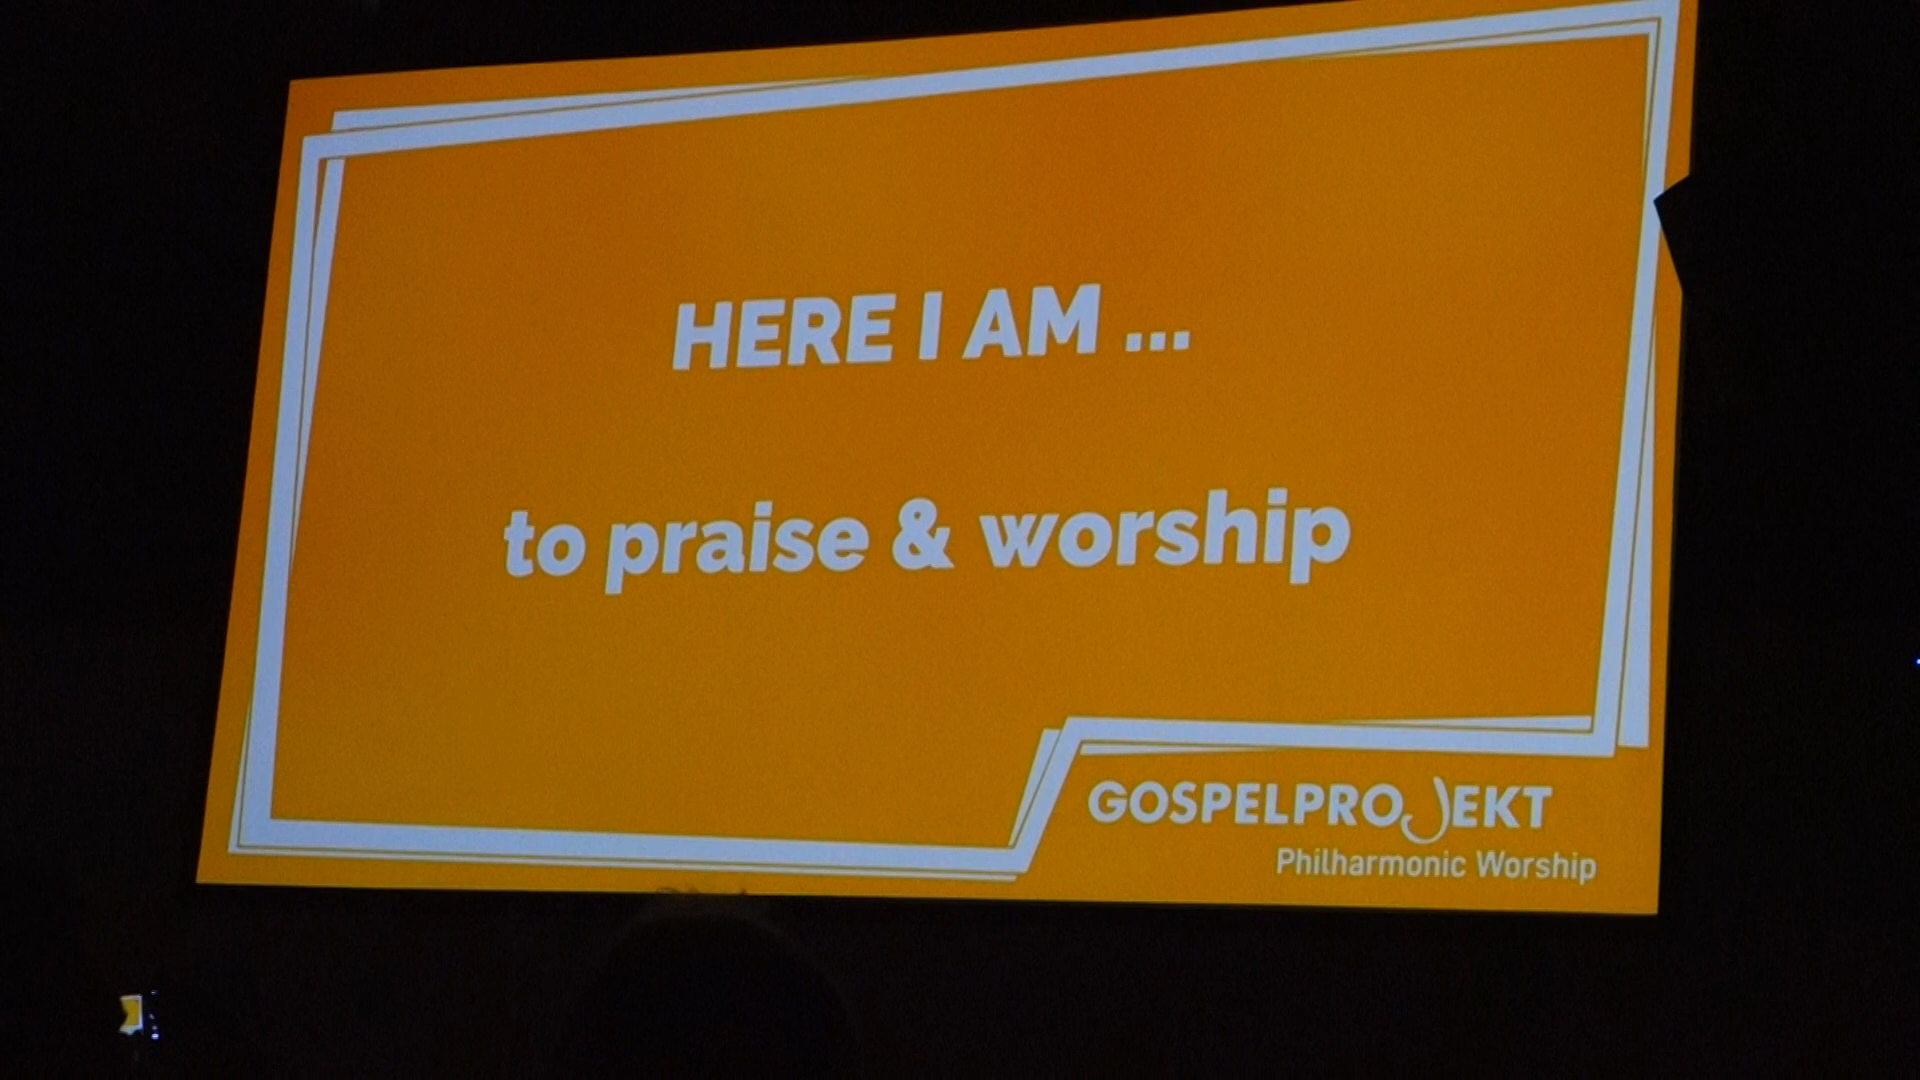 HERE I AM ...
to praise & worship
GOSPELPROJEKT
Philharmonic Worship